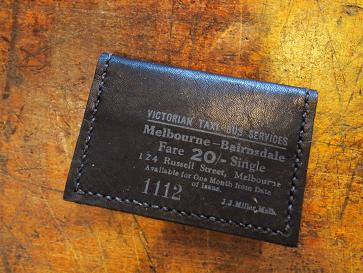 VICTORIAN TAXI-BUS SERVICES
Melbourne-Bairnsdale
Fare 20/- Single
124 Russell Street, Melbourne
Available for One Month from Date
of Issue.
1112
J.J. Miller, Melb.